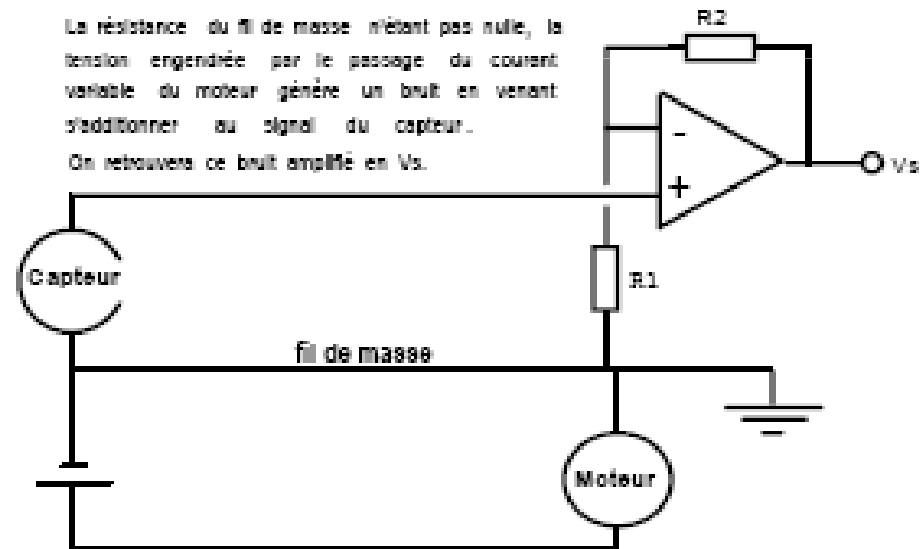 La résistance du fil de masse n'étant pas nulle, la
tension engendrée par le passage du courant
variable du moteur génère un bruit en venant
s'additionner au signal du capteur.
On retrouvera ce bruit amplifié en Vs.
R2
-
+
Vs
Capteur
R1
fil de masse
Moteur